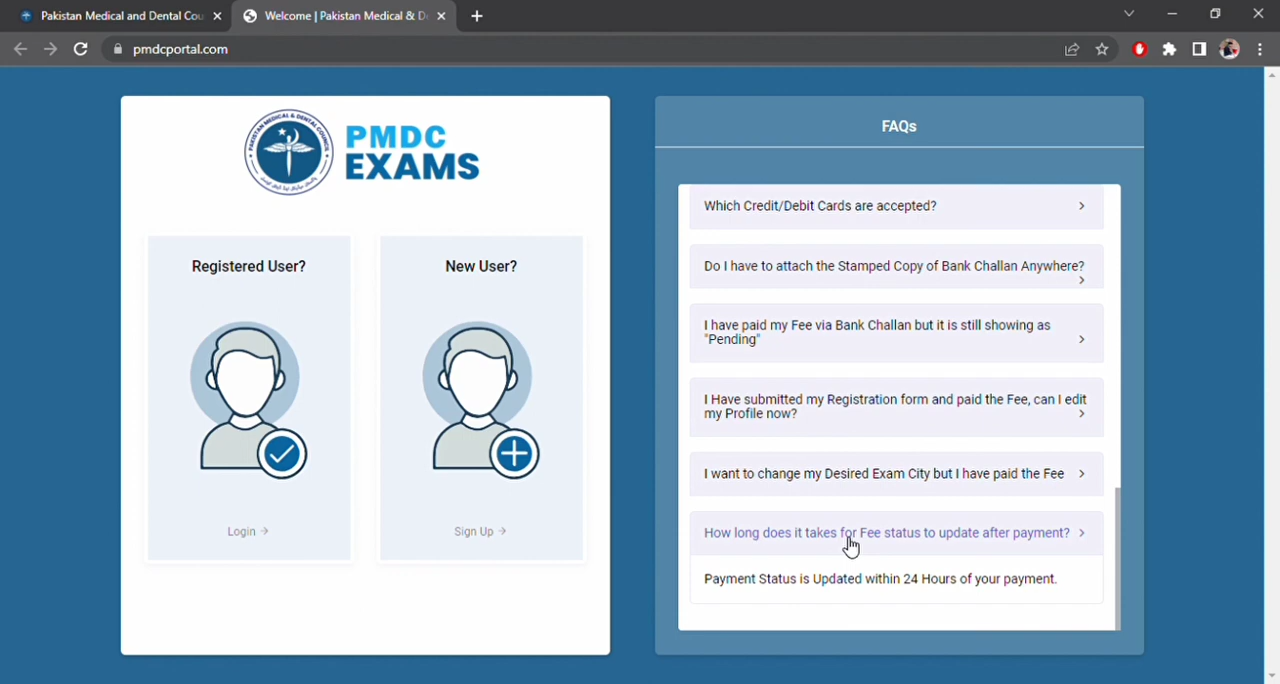 Pakistan Medical and Dental Cou
Welcome | Pakistan Medical & D
pmdcportal.com
PAKISTAN MEDICAL & DENTAL COUNCIL
PMDC
EXAMS
Registered User?
New User?
Login →
Sign Up →
FAQs
Which Credit/Debit Cards are accepted?
Do I have to attach the Stamped Copy of Bank Challan Anywhere?
I have paid my Fee via Bank Challan but it is still showing as
"Pending"
I Have submitted my Registration form and paid the Fee, can I edit
my Profile now?
I want to change my Desired Exam City but I have paid the Fee
How long does it takes for Fee status to update after payment?
Payment Status is Updated within 24 Hours of your payment.